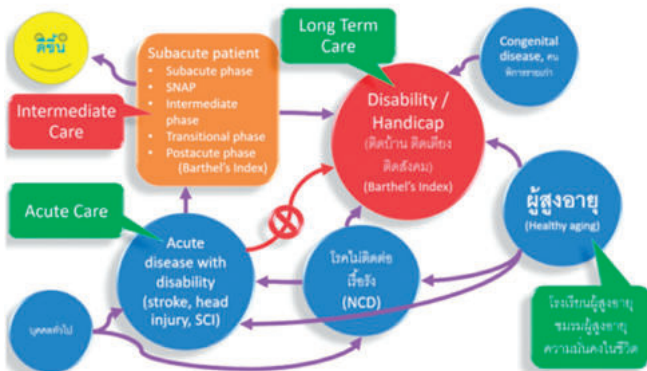 ดีขึ้น
Subacute patient
• Subacute phase
• SNAP
• Intermediate
phase
• Transitional phase
• Postacute phase
(Barthel's Index)
Intermediate
Care
Long Term
Care
Congenital
disease, คน
พิการรายเก่า
Disability /
Handicap
(ติดบ้าน ติดเตียง
ติดสังคม)
(Barthel's Index)
Acute Care
Acute
disease with
disability
(stroke, head
injury, SCI)
โรคไม่ติดต่อ
เรื้อรัง
(NCD)
ผู้สูงอายุ
(Healthy aging)
โรงเรียนผู้สูงอายุ
ชมรมผู้สูงอายุ
ความมั่นคงในชีวิต
บุคคลทั่วไป